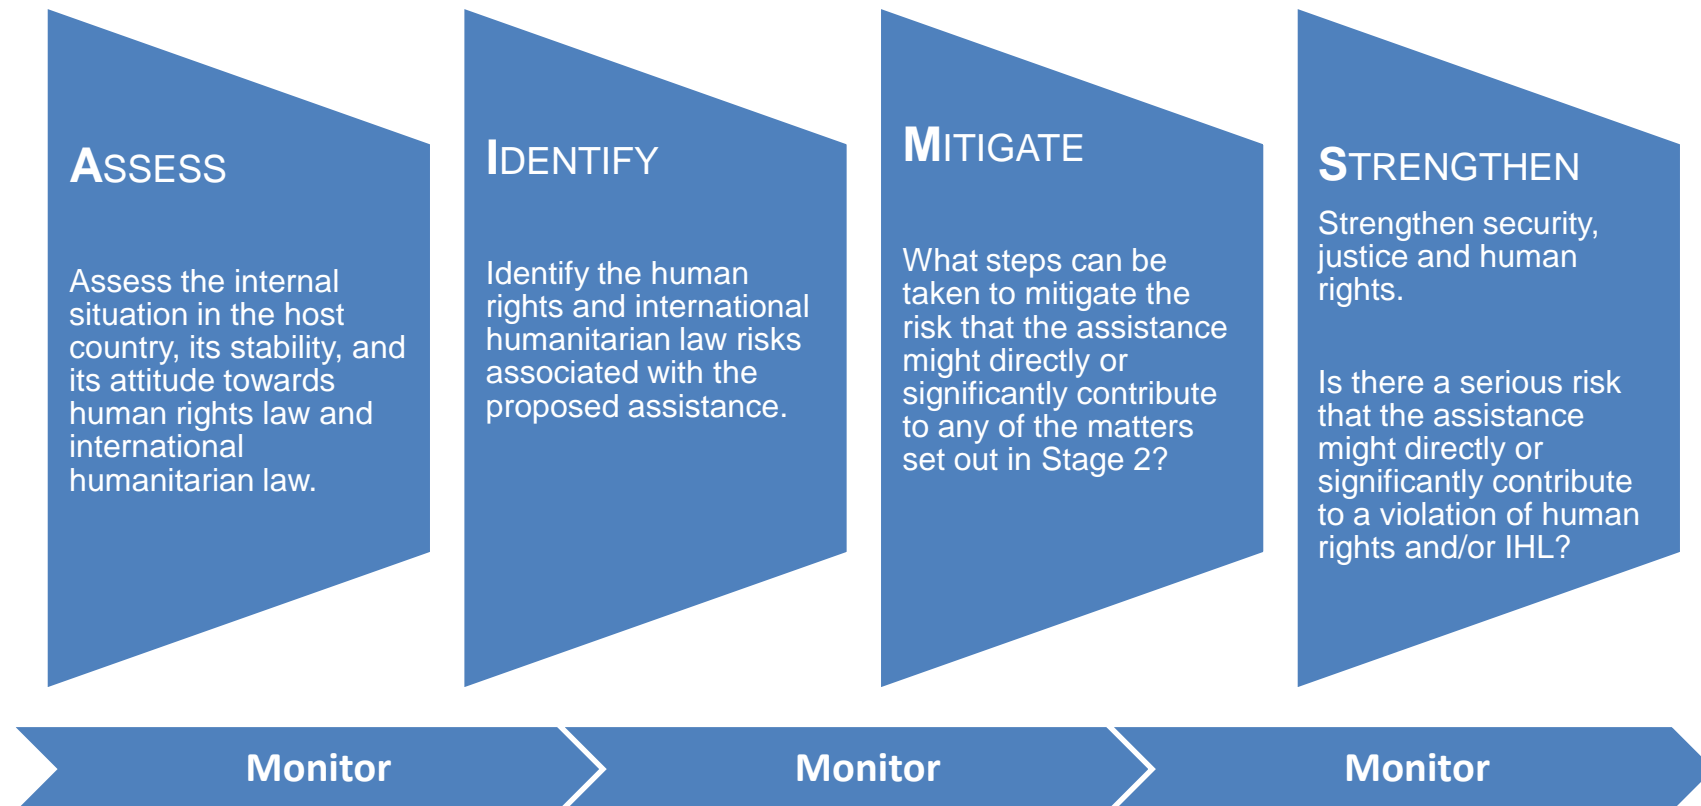 ASSESS
Assess the internal
situation in the host
country, its stability, and
its attitude towards
human rights law and
international
humanitarian law.
IDENTIFY
Identify the human
rights and international
humanitarian law risks
associated with the
proposed assistance.
MITIGATE
What steps can be
taken to mitigate the
risk that the assistance
might directly or
significantly contribute
to any of the matters
set out in Stage 2?
STRENGTHEN
Strengthen security,
justice and human
rights.
Is there a serious risk
that the assistance
might directly or
significantly contribute
to a violation of human
rights and/or IHL?
Monitor
Monitor
Monitor